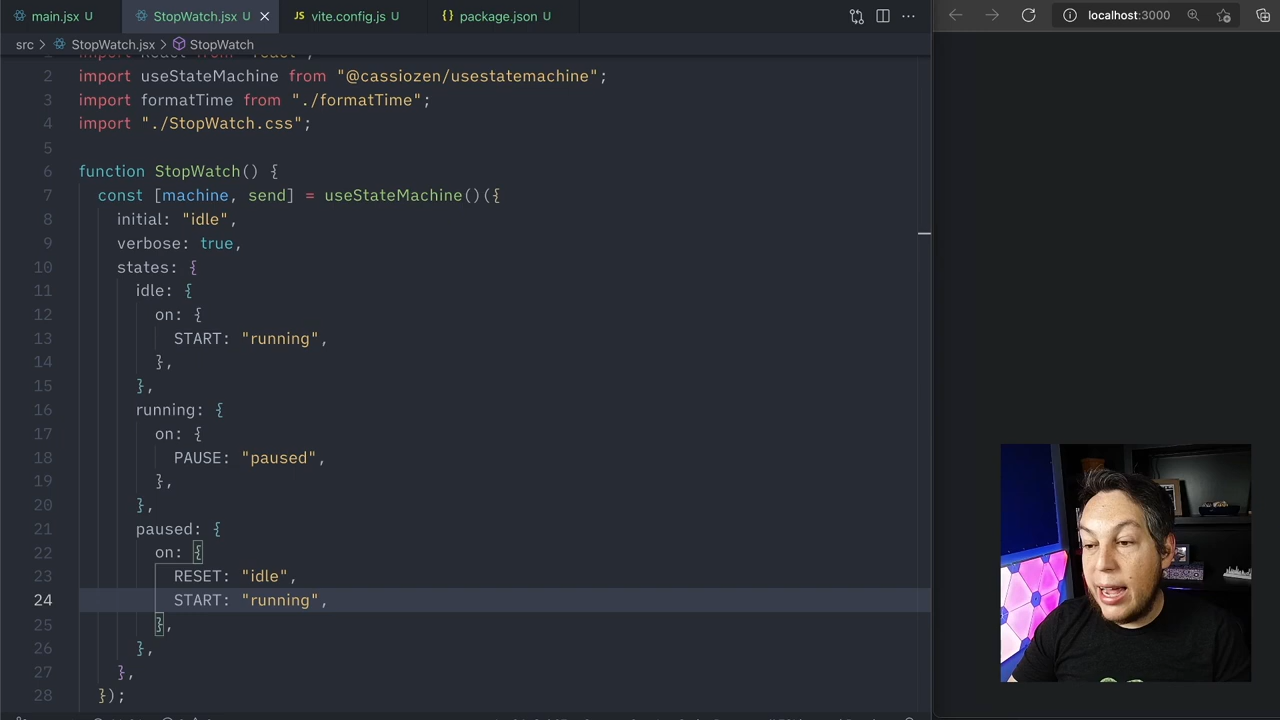 main.jsx U StopWatch.jsx U JS vite.config.js U {} package.json U
localhost:3000
src > StopWatch.jsx > StopWatch
2 import useStateMachine from "@cassiozen/usestatemachine";
3 import formatTime from "./formatTime";
4 import "./StopWatch.css";
5
6 function StopWatch() {
7 const [machine, send] = useStateMachine()({
8 initial: "idle",
9 verbose: true,
10 states: {
11 idle: {
12 on: {
13 START: "running",
14 },
15 },
16 running: {
17 on: {
18 PAUSE: "paused",
19 },
20 },
21 paused: {
22 on: {
23 RESET: "idle",
24 START: "running",
25 },
26 },
27 },
28 });